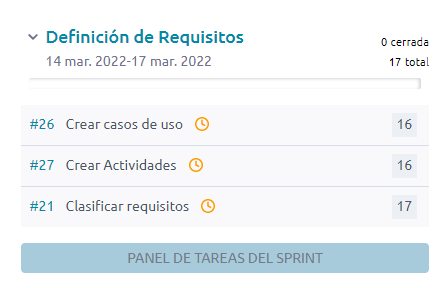 Definición de Requisitos
0 cerrada
14 mar. 2022-17 mar. 2022
17 total
#26 Crear casos de uso 16
#27 Crear Actividades 16
#21 Clasificar requisitos 17
PANEL DE TAREAS DEL SPRINT